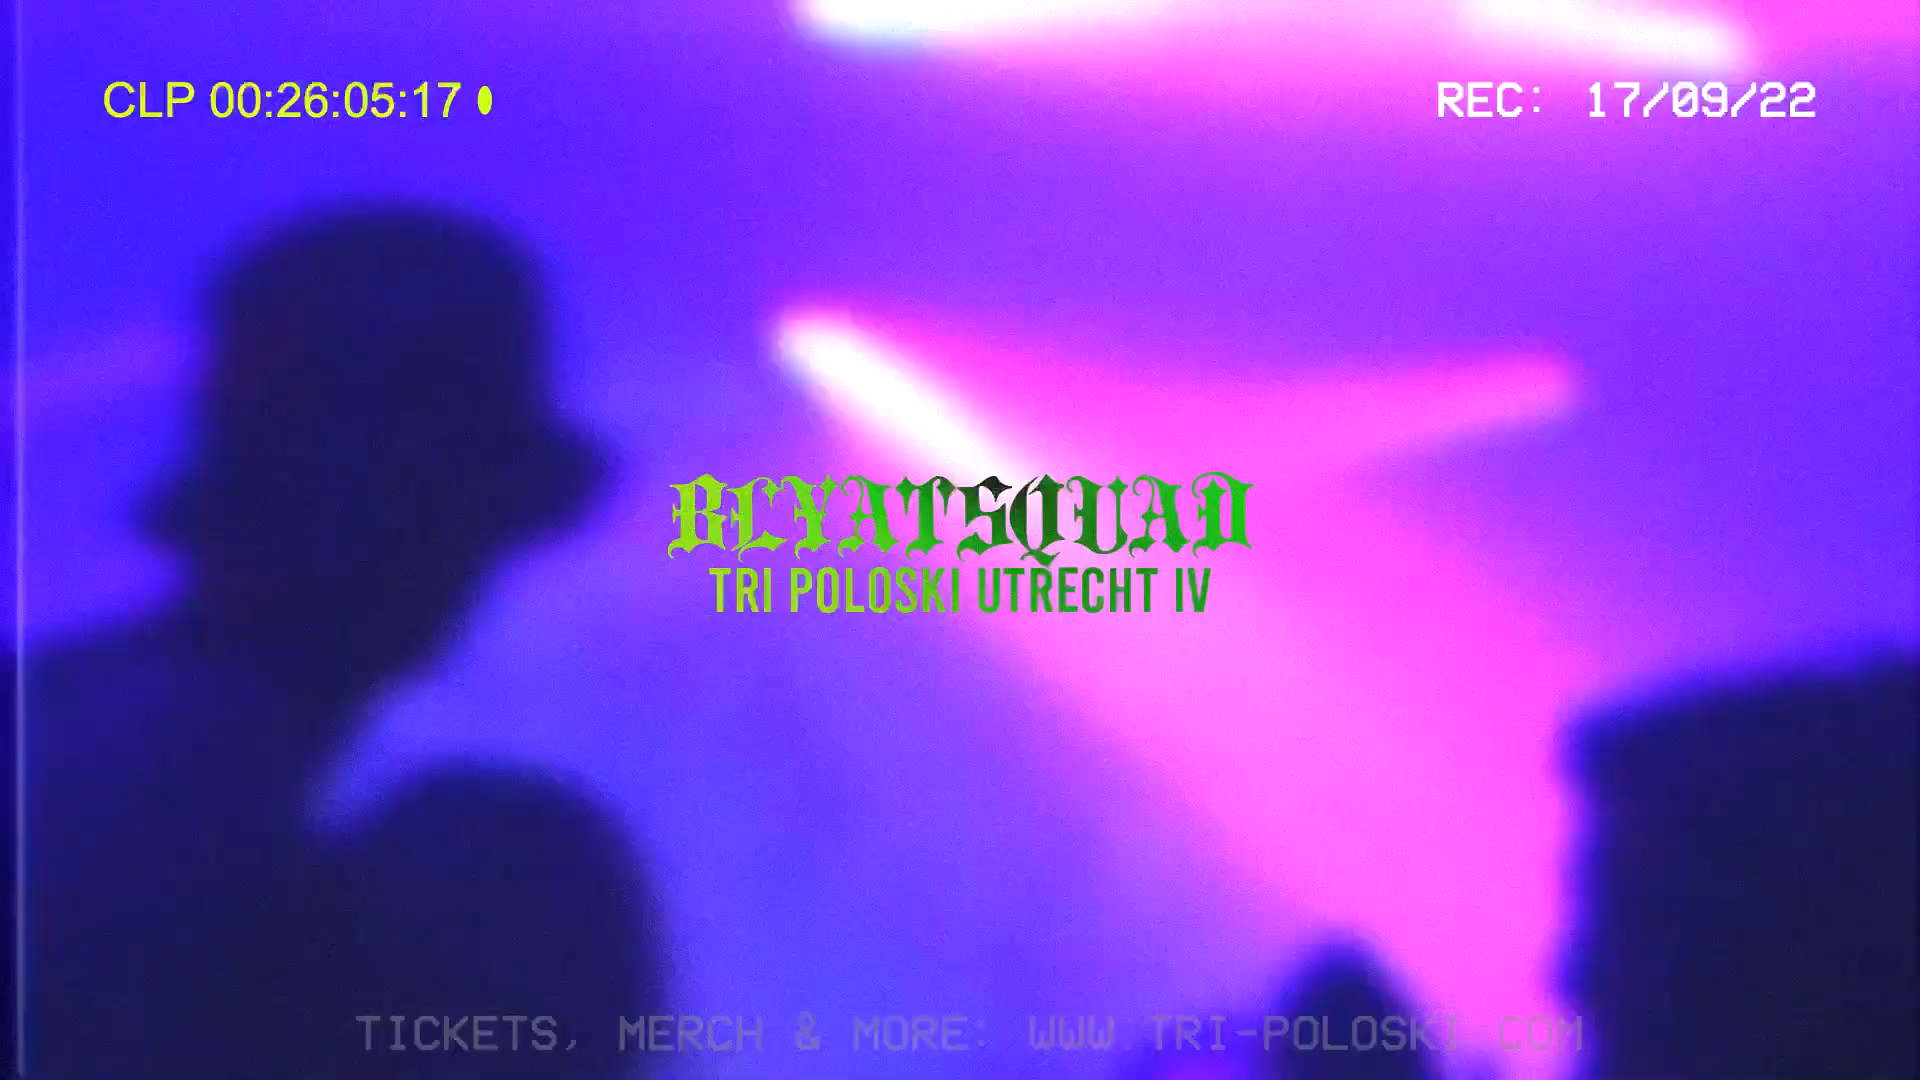 CLP 00:26:05:17
REC: 17/09/22
BLYATSQUAD
TRI POLOSKI UTRECHT IV
TICKETS, MERCH & MORE: WWW.TRI-POLOSKI.COM